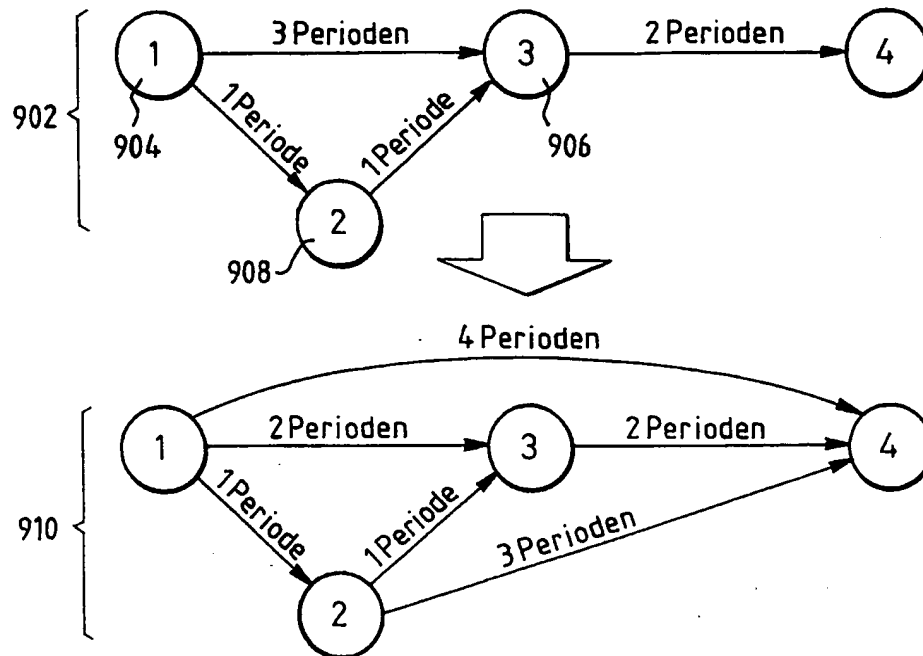 1
3 Perioden
3
2 Perioden
4
902
904
1 Periode
1 Periode
906
2
908
4 Perioden
1
2 Perioden
3
2 Perioden
4
910
1 Periode
1 Periode
3 Perioden
2